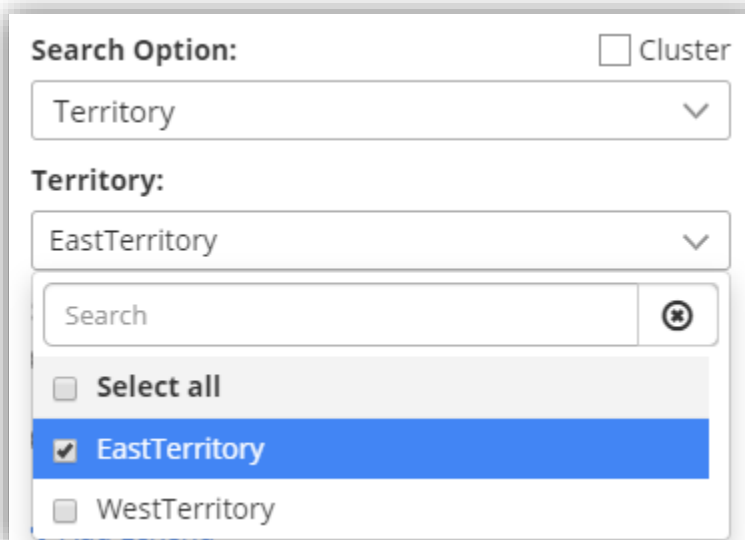 Search Option:
Cluster
Territory
Territory:
EastTerritory
Search
Select all
EastTerritory
WestTerritory